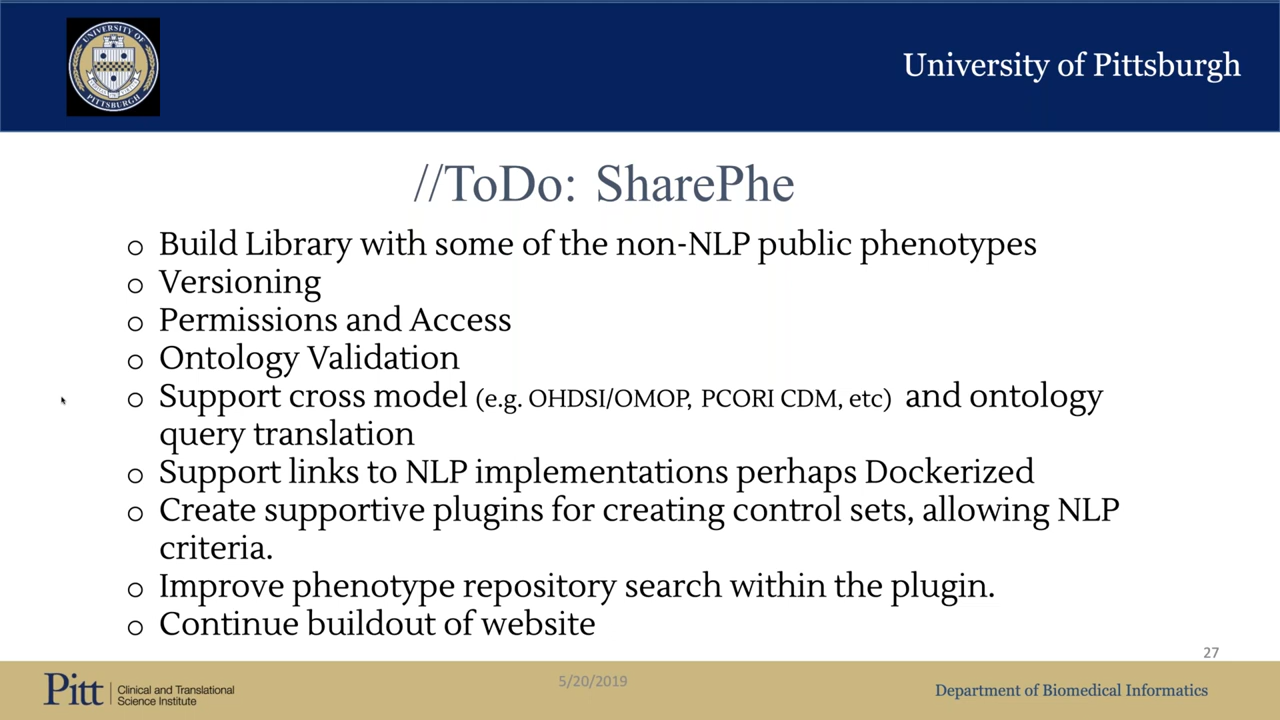 UNIVERSITY OF
PITTSBURGH
University of Pittsburgh
//ToDo: SharePhe
o Build Library with some of the non-NLP public phenotypes
o Versioning
o Permissions and Access
o Ontology Validation
o Support cross model (e.g. OHDSI/OMOP, PCORI CDM, etc) and ontology
query translation
o Support links to NLP implementations perhaps Dockerized
o Create supportive plugins for creating control sets, allowing NLP
criteria.
o Improve phenotype repository search within the plugin.
o Continue buildout of website
27
Pitt
Clinical and Translational
Science Institute
5/20/2019
Department of Biomedical Informatics